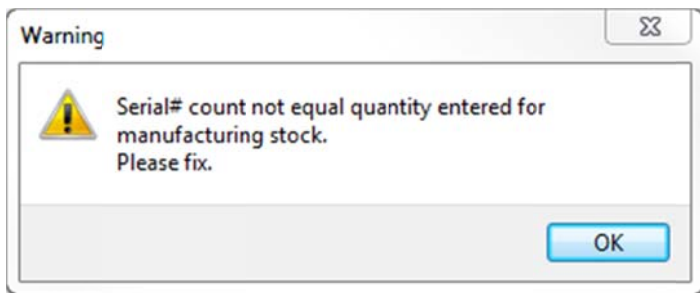 Warning
Serial# count not equal quantity entered for
manufacturing stock.
Please fix.
OK